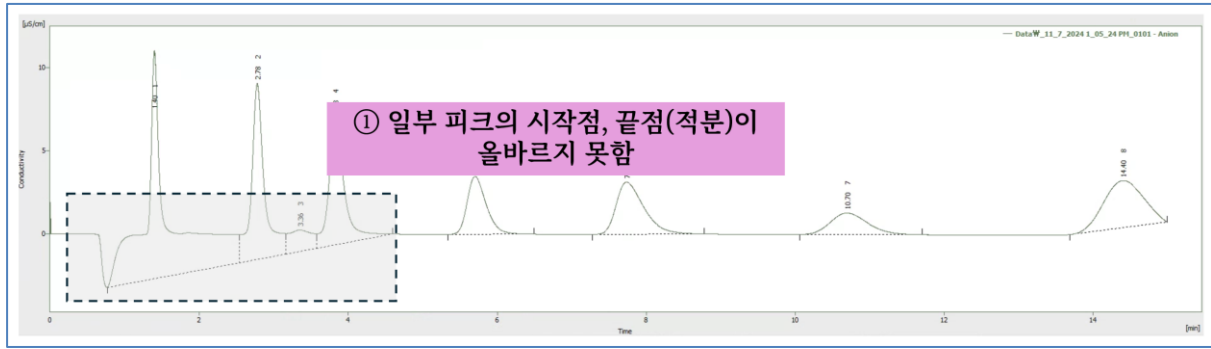 [µS/cm]
— Data₩_11_7_2024 1_05_24 PM_0101 - Anion
10
5
0
Conductivity
1.40 1
2.78 2
3.36 3
4
① 일부 피크의 시작점, 끝점(적분)이
올바르지 못함
10.70 7
14.40 8
0 2 4 6 8 10 12 14
Time
[min]